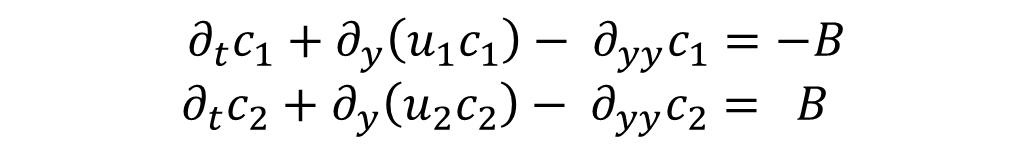 ∂ₜc₁ + ∂ᵧ(u₁c₁) − ∂ᵧᵧc₁ = −B
∂ₜc₂ + ∂ᵧ(u₂c₂) − ∂ᵧᵧc₂ = B